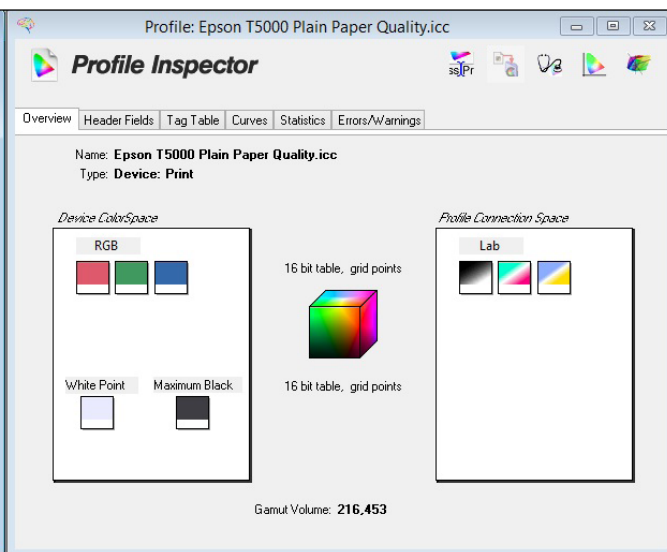 Profile: Epson T5000 Plain Paper Quality.icc
Profile Inspector
ss Pr
Overview Header Fields Tag Table Curves Statistics Errors/Warnings
Name: Epson T5000 Plain Paper Quality.icc
Type: Device: Print
Device ColorSpace
Profile Connection Space
RGB
Lab
16 bit table, grid points
White Point
Maximum Black
16 bit table, grid points
Gamut Volume: 216,453